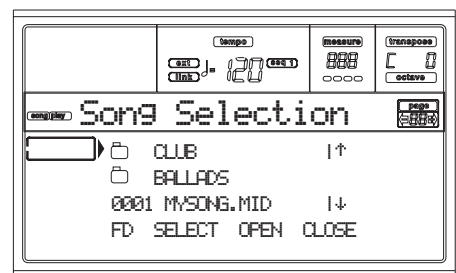 tempo measure transpose
ext link ♩= 120 seq 1 888 C 0
octave
song/play Song Selection page 88
CLUB |↑
BALLADS
0001 MYSONG.MID |↓
FD SELECT OPEN CLOSE